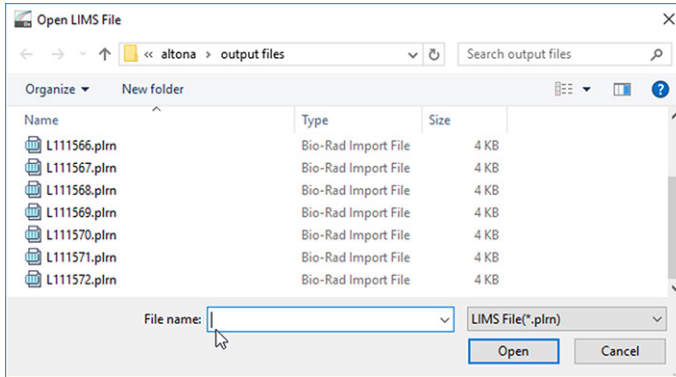 Open LIMS File
« altona > output files
Search output files
Organize
New folder
Name Type Size
L111566.plrn Bio-Rad Import File 4 KB
L111567.plrn Bio-Rad Import File 4 KB
L111568.plrn Bio-Rad Import File 4 KB
L111569.plrn Bio-Rad Import File 4 KB
L111570.plrn Bio-Rad Import File 4 KB
L111571.plrn Bio-Rad Import File 4 KB
L111572.plrn Bio-Rad Import File 4 KB
File name:
LIMS File(*.plrn)
Open
Cancel